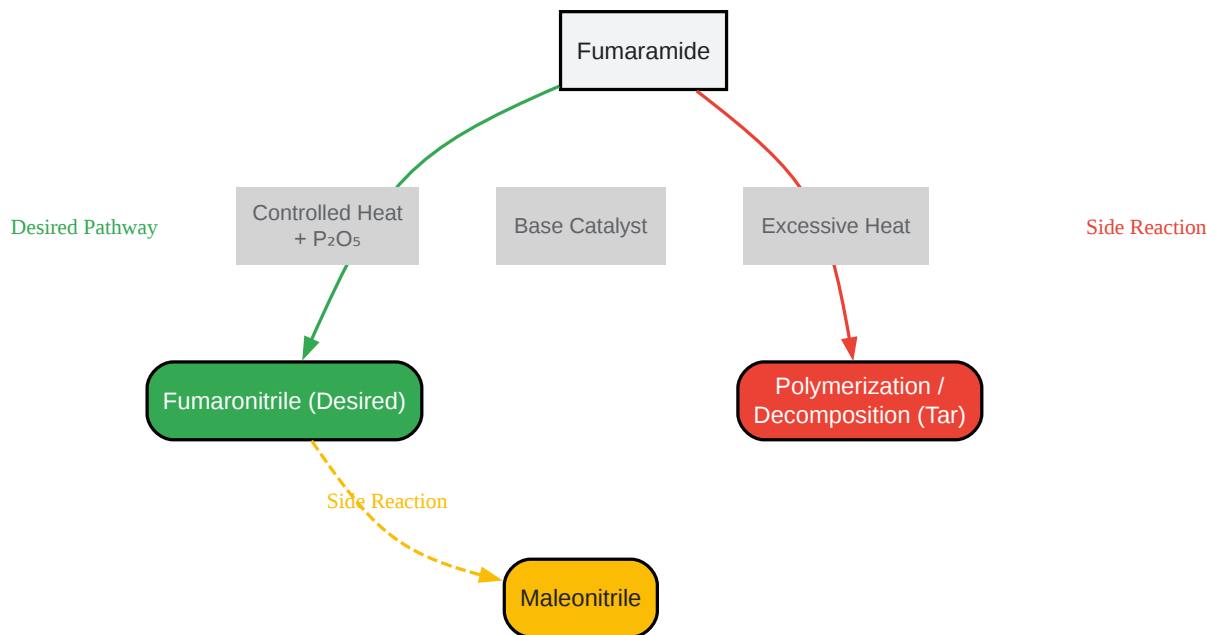 Fumaramide
Desired Pathway
Controlled Heat
+ P₂O₅
Base Catalyst
Excessive Heat
Side Reaction
Fumaronitrile (Desired)
Polymerization /
Decomposition (Tar)
Side Reaction
Maleonitrile